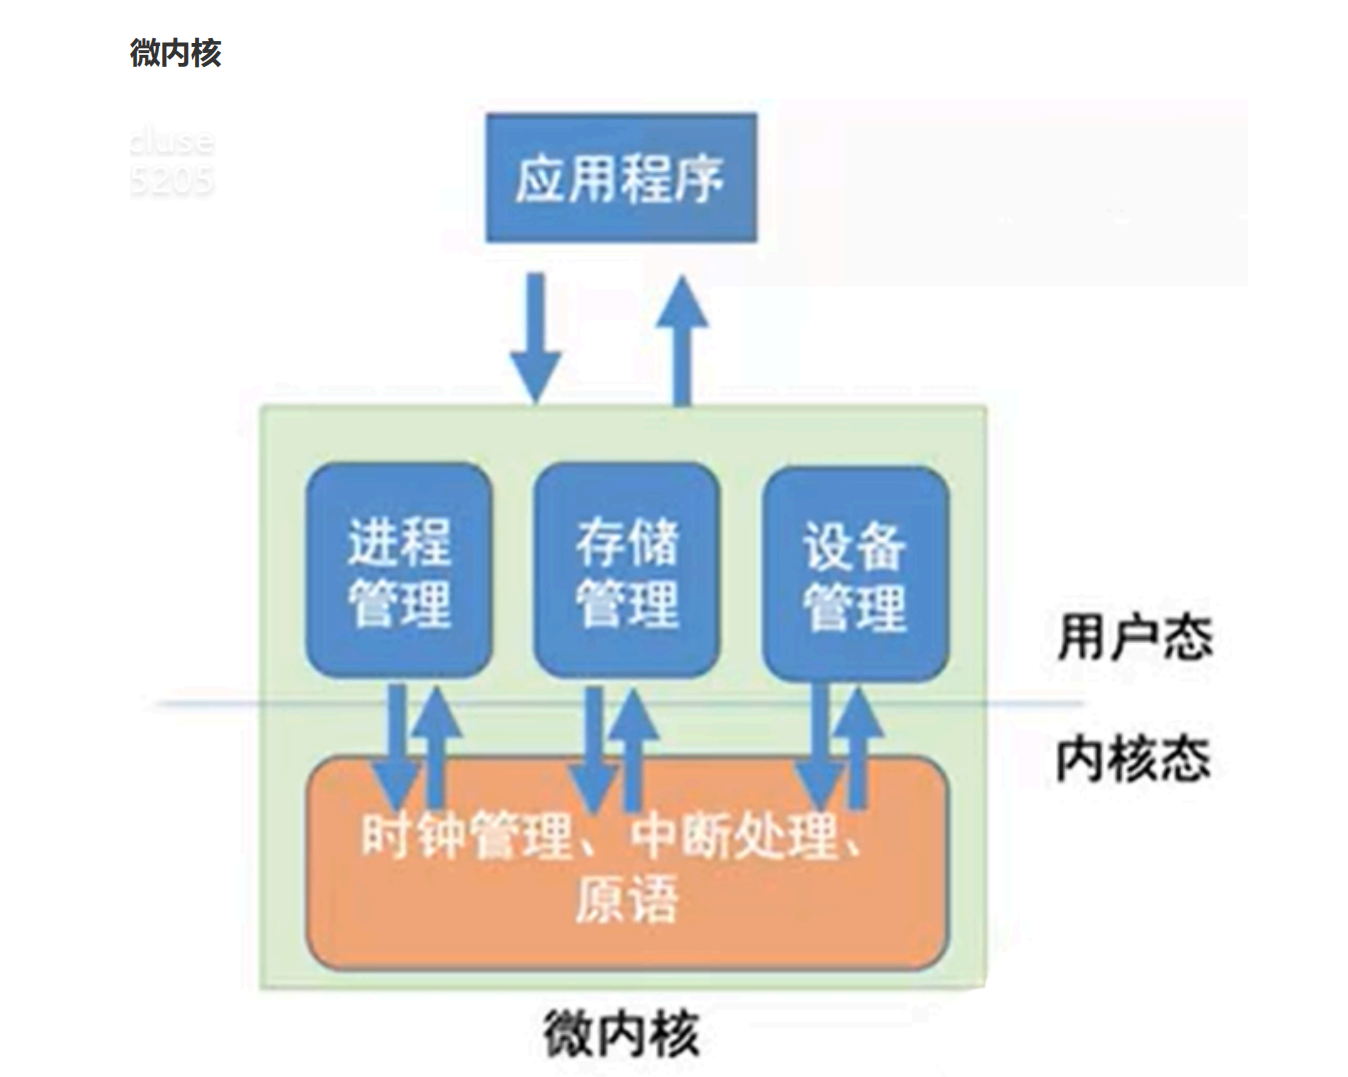 微内核
cluse
5205
应用程序
进程
管理
存储
管理
设备
管理
用户态
内核态
时钟管理、中断处理、
原语
微内核